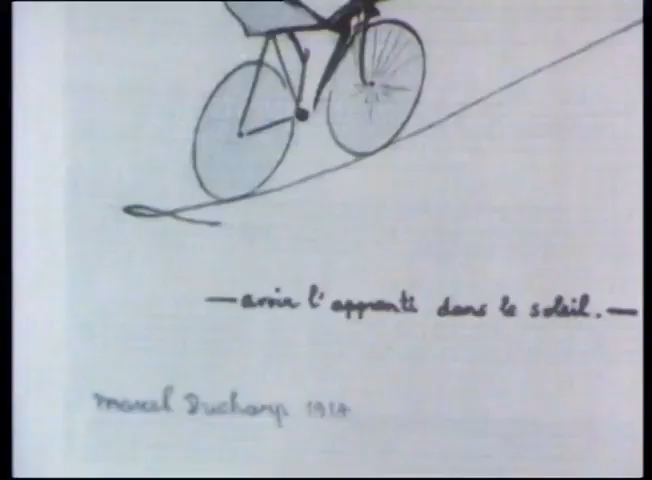 — avoir l'apprenti dans le soleil. —
Marcel Duchamp 1914